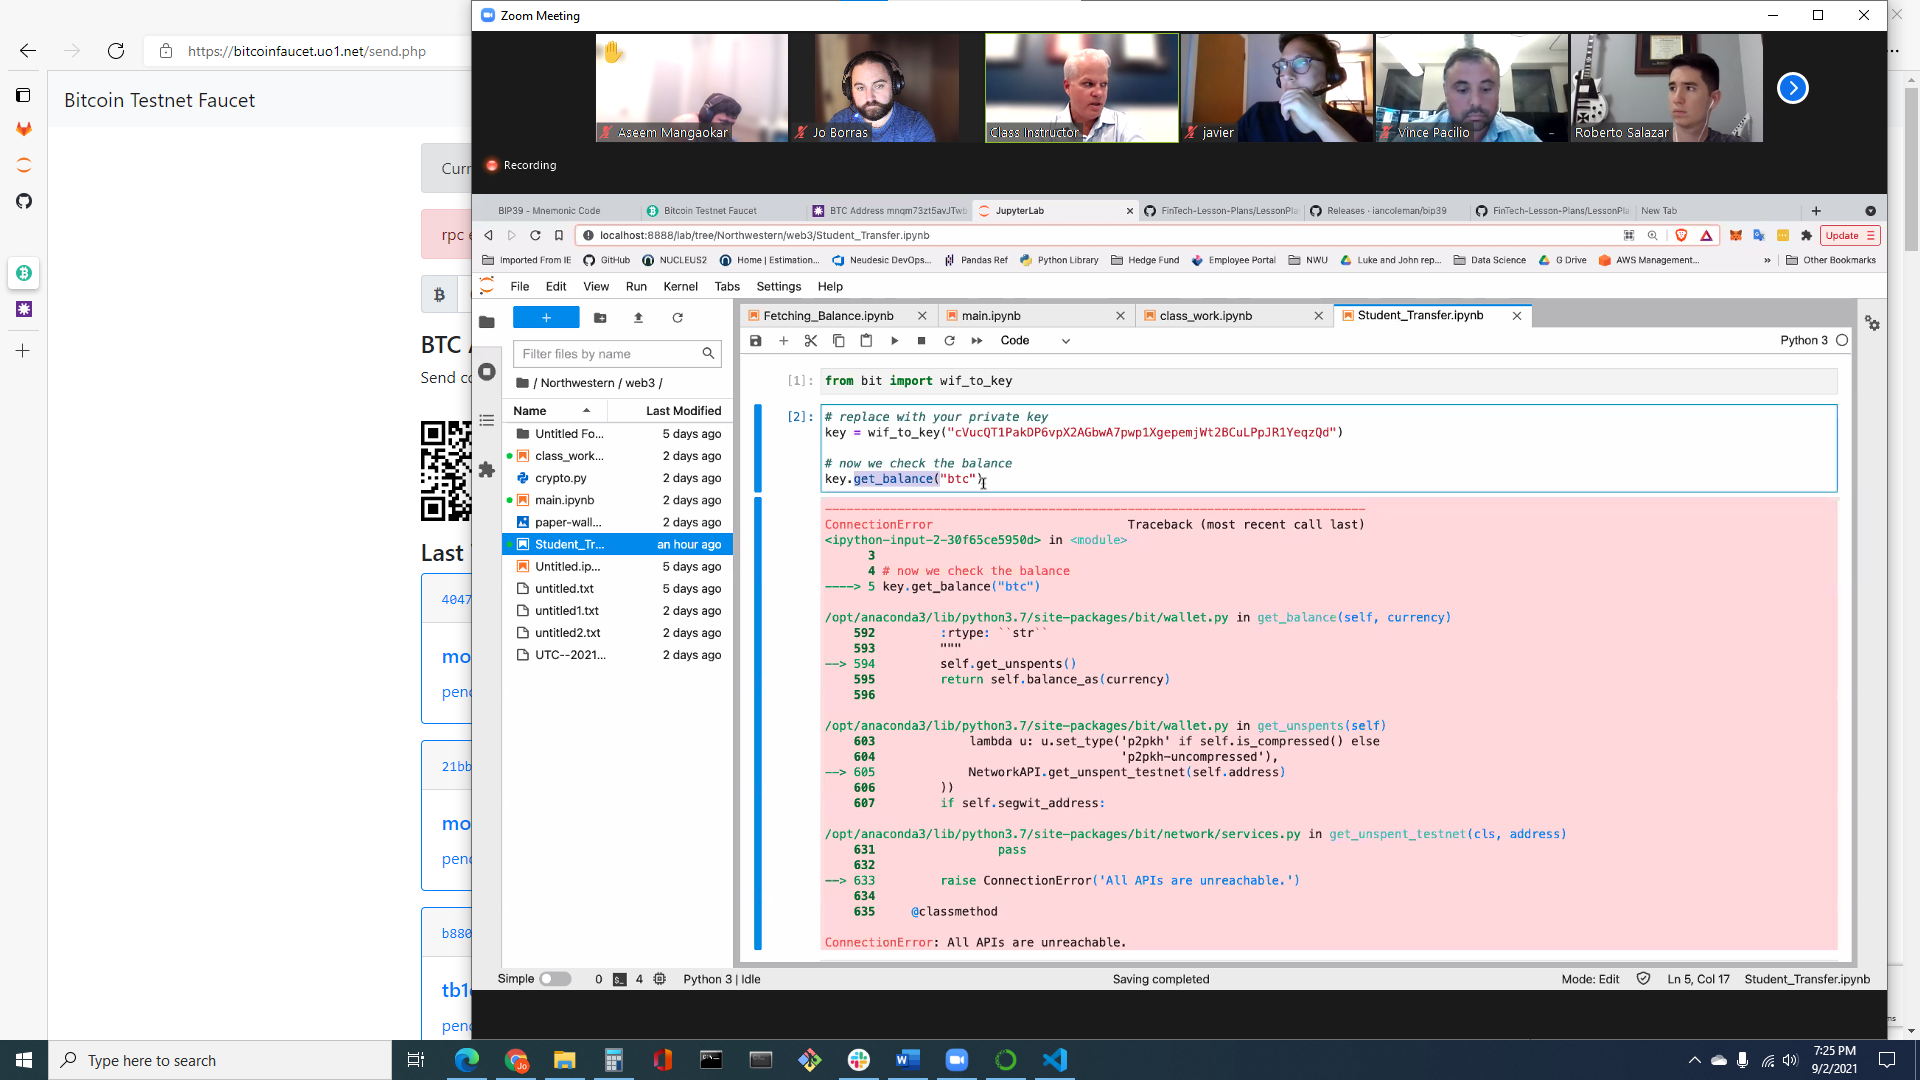 Zoom Meeting
https://bitcoinfaucet.uo1.net/send.php
Bitcoin Testnet Faucet
Aseem Mangaokar
Jo Borras
Class Instructor
javier
Vince Pacilio
Roberto Salazar
Recording
Curr
rpc e
BTC A
Send co
Last
4047
mo
pend
21bb
mo
pend
b880
tb1
pend
BIP39 - Mnemonic Code
Bitcoin Testnet Faucet
BTC Address mnqm73zt5avJTwb
JupyterLab
FinTech-Lesson-Plans/LessonPla
Releases · iancoleman/bip39
FinTech-Lesson-Plans/LessonPla
New Tab
localhost:8888/lab/tree/Northwestern/web3/Student_Transfer.ipynb
Update
Imported From IE
GitHub
NUCLEUS2
Home | Estimation...
Neudesic DevOps...
Pandas Ref
Python Library
Hedge Fund
Employee Portal
NWU
Luke and John rep...
Data Science
G Drive
AWS Management...
»
Other Bookmarks
File Edit View Run Kernel Tabs Settings Help
Fetching_Balance.ipynb
main.ipynb
class_work.ipynb
Student_Transfer.ipynb
Filter files by name
Code
Python 3
/ Northwestern / web3 /
Name Last Modified
Untitled Fo... 5 days ago
class_work... 2 days ago
crypto.py 2 days ago
main.ipynb 2 days ago
paper-wall... 2 days ago
Student_Tr... an hour ago
Untitled.ip... 5 days ago
untitled.txt 5 days ago
untitled1.txt 2 days ago
untitled2.txt 2 days ago
UTC--2021... 2 days ago
[1]: from bit import wif_to_key
[2]: # replace with your private key
key = wif_to_key("cVucQT1PakDP6vpX2AGbwA7pwp1XgepemjWt2BCuLPpJR1YeqzQd")
# now we check the balance
key.get_balance("btc")
ConnectionError Traceback (most recent call last)
<ipython-input-2-30f65ce5950d> in <module>
3
4 # now we check the balance
----> 5 key.get_balance("btc")
/opt/anaconda3/lib/python3.7/site-packages/bit/wallet.py in get_balance(self, currency)
592 :rtype: ``str``
593 """
--> 594 self.get_unspents()
595 return self.balance_as(currency)
596
/opt/anaconda3/lib/python3.7/site-packages/bit/wallet.py in get_unspents(self)
603 lambda u: u.set_type('p2pkh' if self.is_compressed() else
604 'p2pkh-uncompressed'),
--> 605 NetworkAPI.get_unspent_testnet(self.address)
606 ))
607 if self.segwit_address:
/opt/anaconda3/lib/python3.7/site-packages/bit/network/services.py in get_unspent_testnet(cls, address)
631 pass
632
--> 633 raise ConnectionError('All APIs are unreachable.')
634
635 @classmethod
ConnectionError: All APIs are unreachable.
Simple 0 4 Python 3 | Idle Saving completed Mode: Edit Ln 5, Col 17 Student_Transfer.ipynb
Type here to search
7:25 PM
9/2/2021